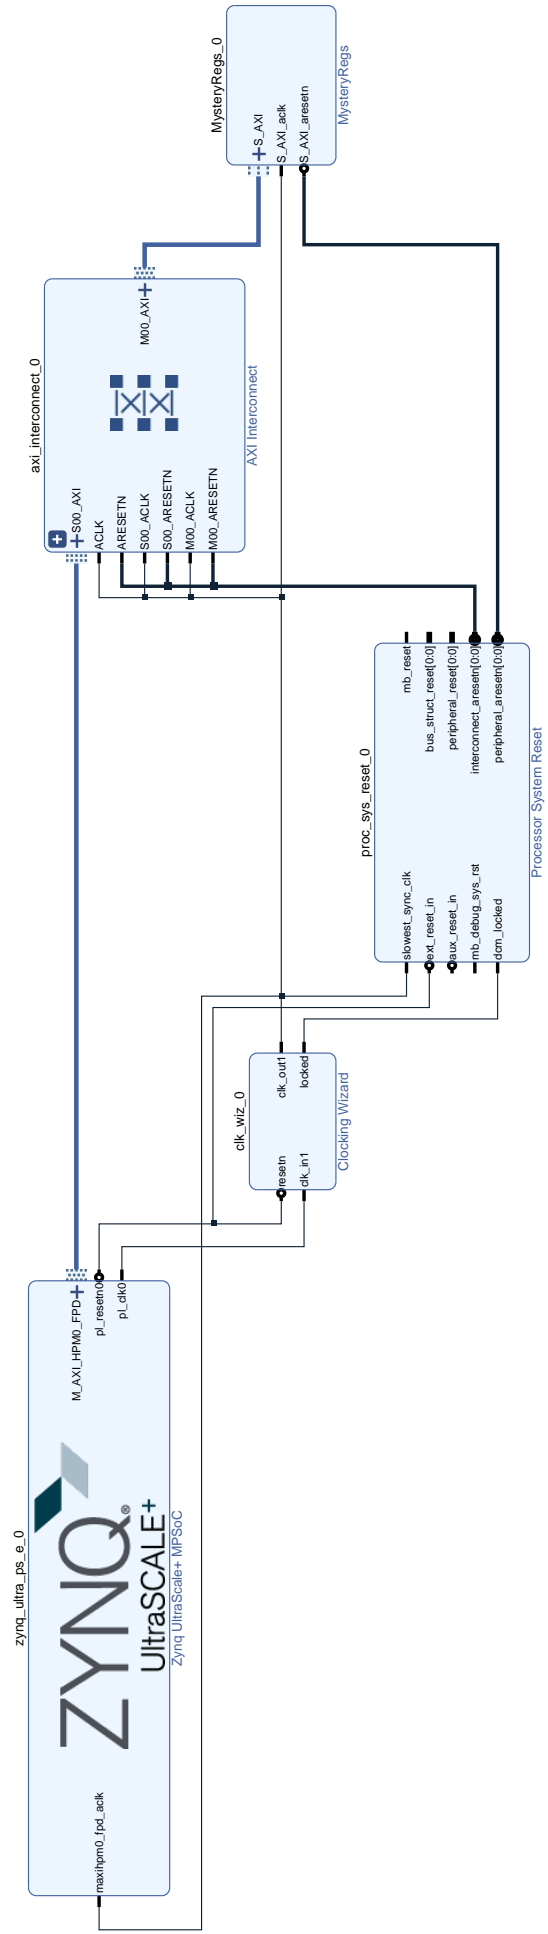 zynq_ultra_ps_e_0
maxihpm0_fpd_aclk
ZYNQ®
UltraSCALE+
M_AXI_HPM0_FPD
pl_resetn0
pl_clk0
Zynq UltraScale+ MPSoC
clk_wiz_0
resetn
clk_in1
clk_out1
locked
Clocking Wizard
proc_sys_reset_0
slowest_sync_clk
ext_reset_in
aux_reset_in
mb_debug_sys_rst
dcm_locked
mb_reset
bus_struct_reset[0:0]
peripheral_reset[0:0]
interconnect_aresetn[0:0]
peripheral_aresetn[0:0]
Processor System Reset
axi_interconnect_0
S00_AXI
ACLK
ARESETN
S00_ACLK
S00_ARESETN
M00_ACLK
M00_ARESETN
M00_AXI
AXI Interconnect
MysteryRegs_0
S_AXI
S_AXI_aclk
S_AXI_aresetn
MysteryRegs